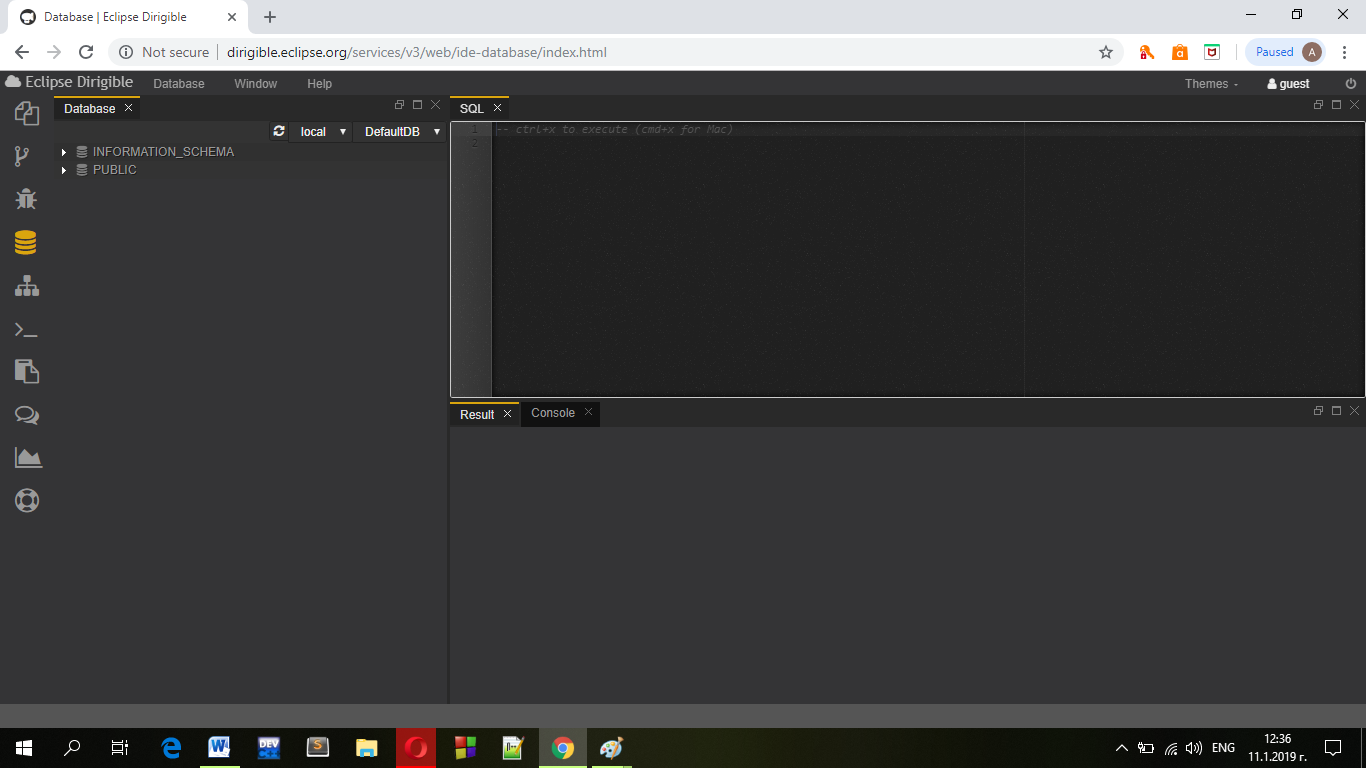 Database | Eclipse Dirigible
Not secure
dirigible.eclipse.org/services/v3/web/ide-database/index.html
Paused
A
Eclipse Dirigible
Database
Window
Help
Themes
guest
Database
SQL
local
DefaultDB
1
-- ctrl+x to execute (cmd+x for Mac)
2
INFORMATION_SCHEMA
PUBLIC
Result
Console
DEV
C++
S
ENG
12:36
11.1.2019 г.